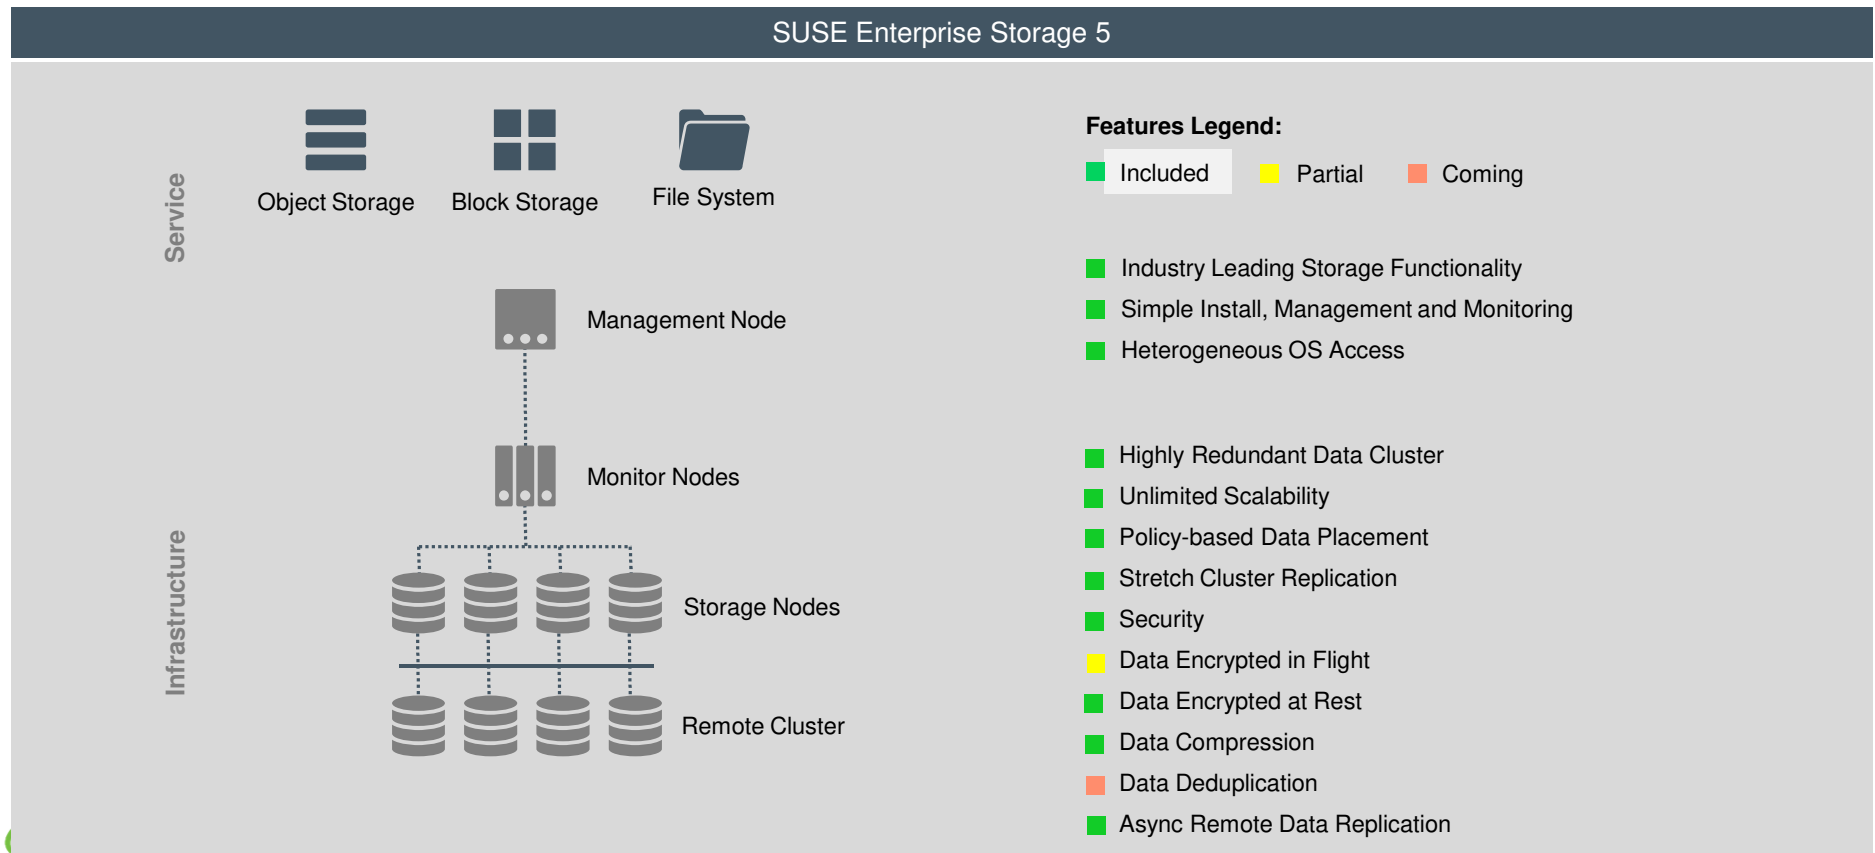 SUSE Enterprise Storage 5
Service
Object Storage
Block Storage
File System
Management Node
Monitor Nodes
Infrastructure
Storage Nodes
Remote Cluster
Features Legend:
Included
Partial
Coming
Industry Leading Storage Functionality
Simple Install, Management and Monitoring
Heterogeneous OS Access
Highly Redundant Data Cluster
Unlimited Scalability
Policy-based Data Placement
Stretch Cluster Replication
Security
Data Encrypted in Flight
Data Encrypted at Rest
Data Compression
Data Deduplication
Async Remote Data Replication